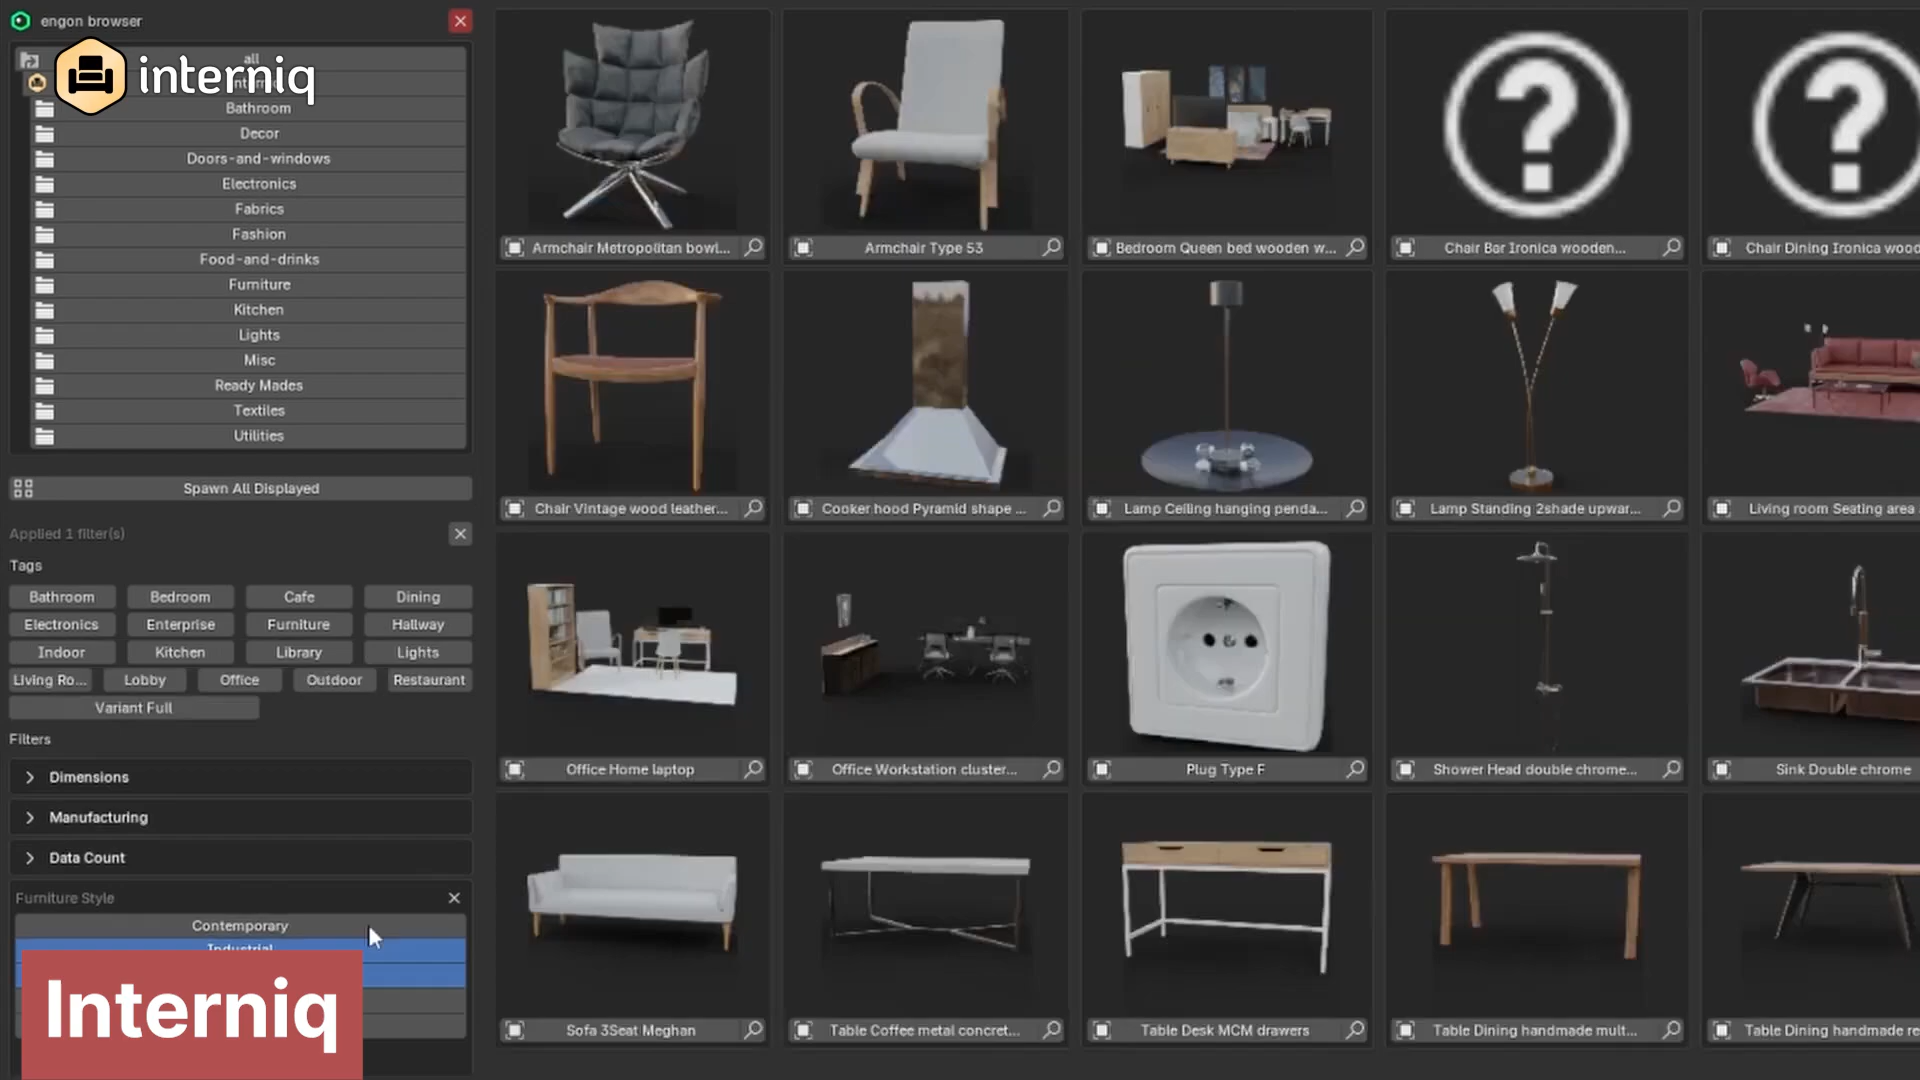 engon browser
all
interniq
Bathroom
Decor
Doors-and-windows
Electronics
Fabrics
Fashion
Food-and-drinks
Furniture
Kitchen
Lights
Misc
Ready Mades
Textiles
Utilities
Spawn All Displayed
Applied 1 filter(s)
Tags
Bathroom Bedroom Cafe Dining
Electronics Enterprise Furniture Hallway
Indoor Kitchen Library Lights
Living Ro... Lobby Office Outdoor Restaurant
Variant Full
Filters
Dimensions
Manufacturing
Data Count
Furniture Style
Contemporary
Industrial
Interniq
Armchair Metropolitan bowl... Armchair Type 53 Bedroom Queen bed wooden w... Chair Bar Ironica wooden... Chair Dining Ironica wood
Chair Vintage wood leather... Cooker hood Pyramid shape ... Lamp Ceiling hanging penda... Lamp Standing 2shade upwar... Living room Seating area
Office Home laptop Office Workstation cluster... Plug Type F Shower Head double chrome... Sink Double chrome
Sofa 3Seat Meghan Table Coffee metal concret... Table Desk MCM drawers Table Dining handmade mult... Table Dining handmade re